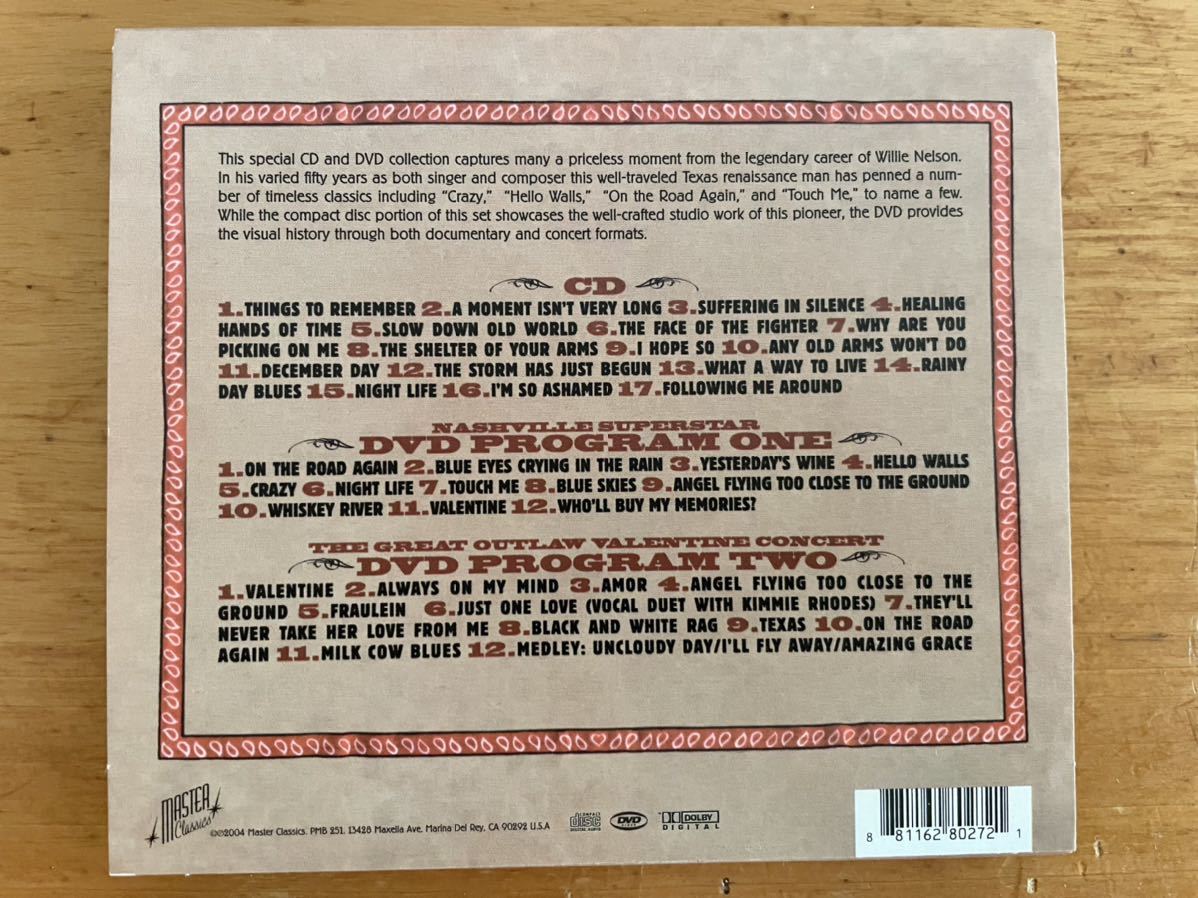 This special CD and DVD collection captures many a priceless moment from the legendary career of Willie Nelson.
In his varied fifty years as both singer and composer this well-traveled Texas renaissance man has penned a num-
ber of timeless classics including “Crazy,” “Hello Walls,” “On the Road Again,” and “Touch Me,” to name a few.
While the compact disc portion of this set showcases the well-crafted studio work of this pioneer, the DVD provides
the visual history through both documentary and concert formats.
CD
1.THINGS TO REMEMBER 2.A MOMENT ISN'T VERY LONG 3.SUFFERING IN SILENCE 4.HEALING
HANDS OF TIME 5.SLOW DOWN OLD WORLD 6.THE FACE OF THE FIGHTER 7.WHY ARE YOU
PICKING ON ME 8.THE SHELTER OF YOUR ARMS 9.I HOPE SO 10.ANY OLD ARMS WON'T DO
11.DECEMBER DAY 12.THE STORM HAS JUST BEGUN 13.WHAT A WAY TO LIVE 14.RAINY
DAY BLUES 15.NIGHT LIFE 16.I'M SO ASHAMED 17.FOLLOWING ME AROUND
NASHVILLE SUPERSTAR
DVD PROGRAM ONE
1.ON THE ROAD AGAIN 2.BLUE EYES CRYING IN THE RAIN 3.YESTERDAY'S WINE 4.HELLO WALLS
5.CRAZY 6.NIGHT LIFE 7.TOUCH ME 8.BLUE SKIES 9.ANGEL FLYING TOO CLOSE TO THE GROUND
10.WHISKEY RIVER 11.VALENTINE 12.WHO'LL BUY MY MEMORIES?
THE GREAT OUTLAW VALENTINE CONCERT
DVD PROGRAM TWO
1.VALENTINE 2.ALWAYS ON MY MIND 3.AMOR 4.ANGEL FLYING TOO CLOSE TO THE
GROUND 5.FRAULEIN 6.JUST ONE LOVE (VOCAL DUET WITH KIMMIE RHODES) 7.THEY'LL
NEVER TAKE HER LOVE FROM ME 8.BLACK AND WHITE RAG 9.TEXAS 10.ON THE ROAD
AGAIN 11.MILK COW BLUES 12.MEDLEY: UNCLOUDY DAY/I'LL FLY AWAY/AMAZING GRACE
MASTER
Classics
℗©2004 Master Classics. PMB 251. 13428 Maxella Ave. Marina Del Rey, CA 90292 U.S.A
COMPACT
disc
DIGITAL AUDIO
DVD
VIDEO
DOLBY
DIGITAL
8 81162 80272 1